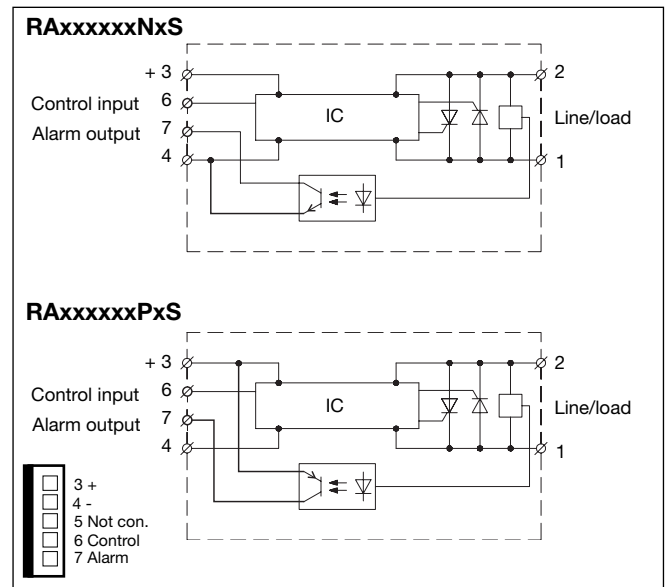 RAxxxxxxNxS
+ 3
2
Control input 6
IC
Line/load
Alarm output 7
4
1
RAxxxxxxPxS
+ 3
2
Control input 6
IC
Line/load
Alarm output 7
4
1
3 +
4 -
5 Not con.
6 Control
7 Alarm